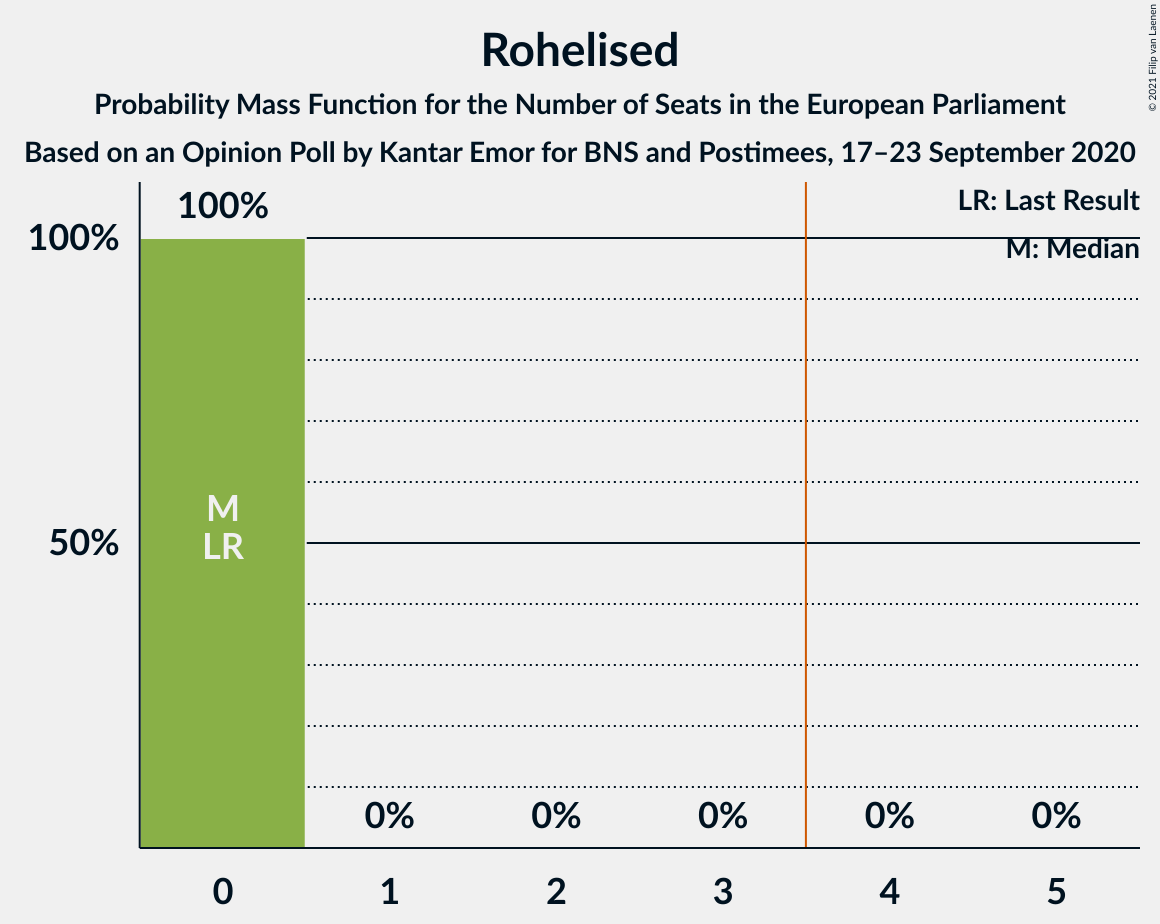 Rohelised
Probability Mass Function for the Number of Seats in the European Parliament
Based on an Opinion Poll by Kantar Emor for BNS and Postimees, 17–23 September 2020
© 2021 Filip van Laenen
LR: Last Result
M: Median
100%
100%
50%
M
LR
0% 0% 0% 0% 0%
0 1 2 3 4 5